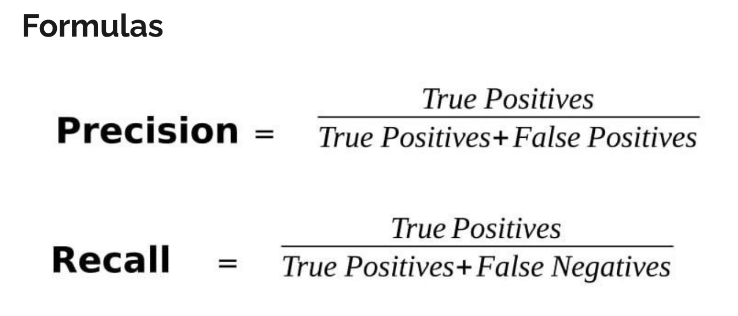 Formulas
True Positives
Precision =
True Positives+False Positives
True Positives
Recall =
True Positives+False Negatives